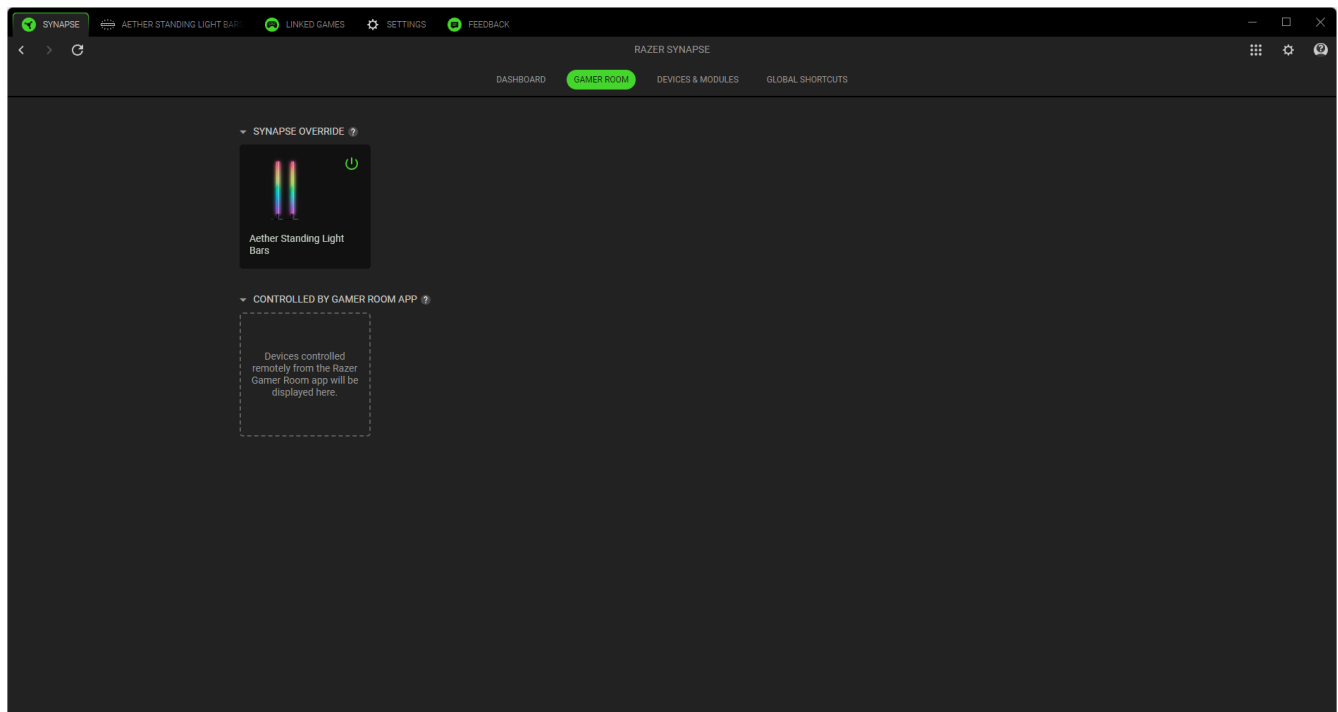 SYNAPSE
AETHER STANDING LIGHT BAR
LINKED GAMES
SETTINGS
FEEDBACK
RAZER SYNAPSE
DASHBOARD
GAMER ROOM
DEVICES & MODULES
GLOBAL SHORTCUTS
SYNAPSE OVERRIDE ?
Aether Standing Light
Bars
CONTROLLED BY GAMER ROOM APP ?
Devices controlled
remotely from the Razer
Gamer Room app will be
displayed here.